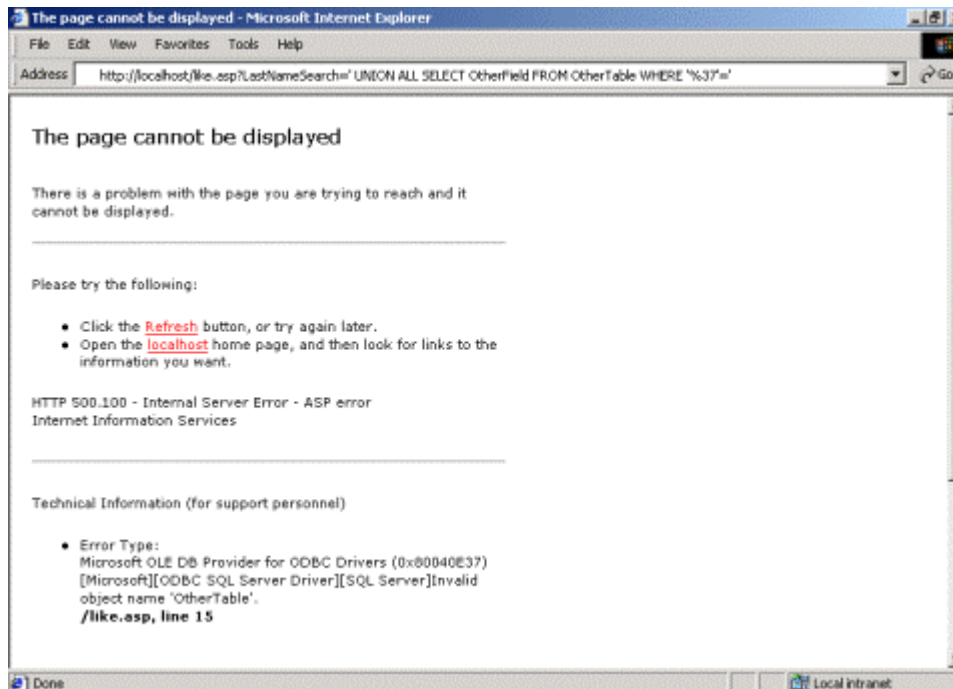 The page cannot be displayed - Microsoft Internet Explorer
File Edit View Favorites Tools Help
Address http://localhost/like.asp?LastNameSearch=' UNION ALL SELECT OtherField FROM OtherTable WHERE '%37'=' Go
The page cannot be displayed
There is a problem with the page you are trying to reach and it
cannot be displayed.
Please try the following:
• Click the Refresh button, or try again later.
• Open the localhost home page, and then look for links to the
information you want.
HTTP 500.100 - Internal Server Error - ASP error
Internet Information Services
Technical Information (for support personnel)
• Error Type:
Microsoft OLE DB Provider for ODBC Drivers (0x80040E37)
[Microsoft][ODBC SQL Server Driver][SQL Server]Invalid
object name 'OtherTable'.
/like.asp, line 15
Done Local intranet